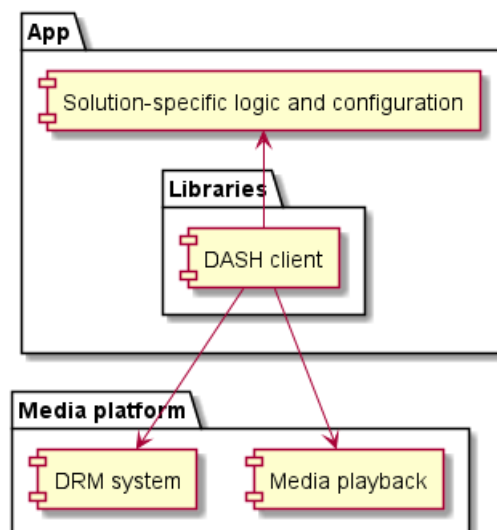 App
Solution-specific logic and configuration
Libraries
DASH client
Media platform
DRM system
Media playback